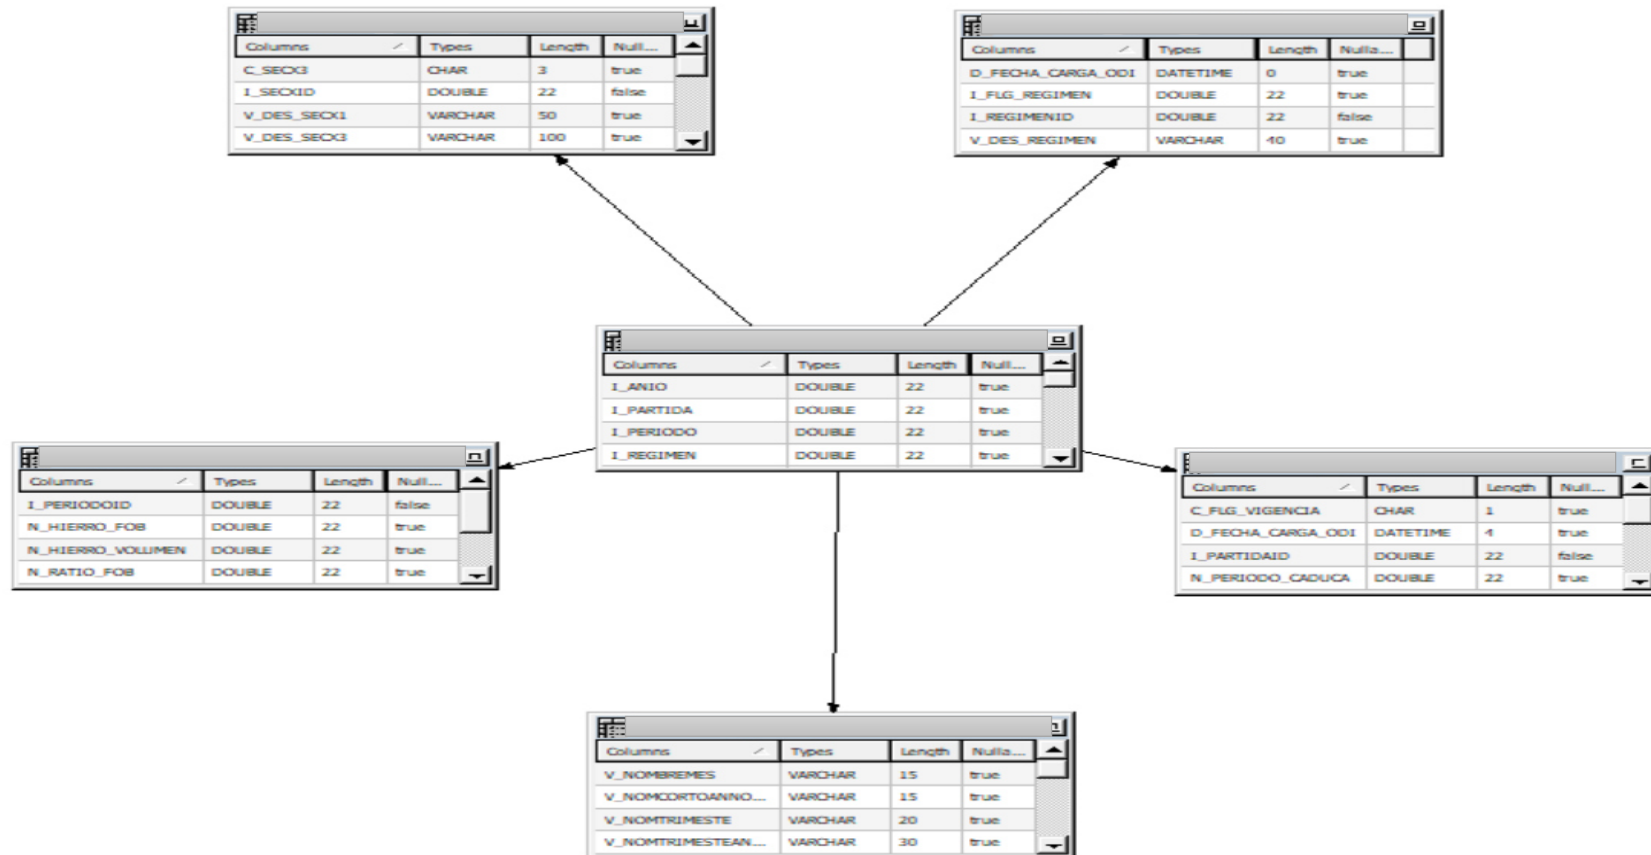 Columns Types Length Null...
C_SECX3 CHAR 3 true
I_SECXID DOUBLE 22 false
V_DES_SECX1 VARCHAR 50 true
V_DES_SECX3 VARCHAR 100 true
Columns Types Length Nulla...
D_FECHA_CARGA_ODI DATETIME 0 true
I_FLG_REGIMEN DOUBLE 22 true
I_REGIMENID DOUBLE 22 false
V_DES_REGIMEN VARCHAR 40 true
Columns Types Length Null...
I_ANIO DOUBLE 22 true
I_PARTIDA DOUBLE 22 true
I_PERIODO DOUBLE 22 true
I_REGIMEN DOUBLE 22 true
Columns Types Length Null...
I_PERIODOID DOUBLE 22 false
N_HIERRO_FOB DOUBLE 22 true
N_HIERRO_VOLUMEN DOUBLE 22 true
N_RATIO_FOB DOUBLE 22 true
Columns Types Length Null...
C_FLG_VIGENCIA CHAR 1 true
D_FECHA_CARGA_ODI DATETIME 4 true
I_PARTIDAID DOUBLE 22 false
N_PERIODO_CADUCA DOUBLE 22 true
Columns Types Length Nulla...
V_NOMBREMES VARCHAR 15 true
V_NOMCORTOANNO... VARCHAR 15 true
V_NOMTRIMESTE VARCHAR 20 true
V_NOMTRIMESTEAN... VARCHAR 30 true